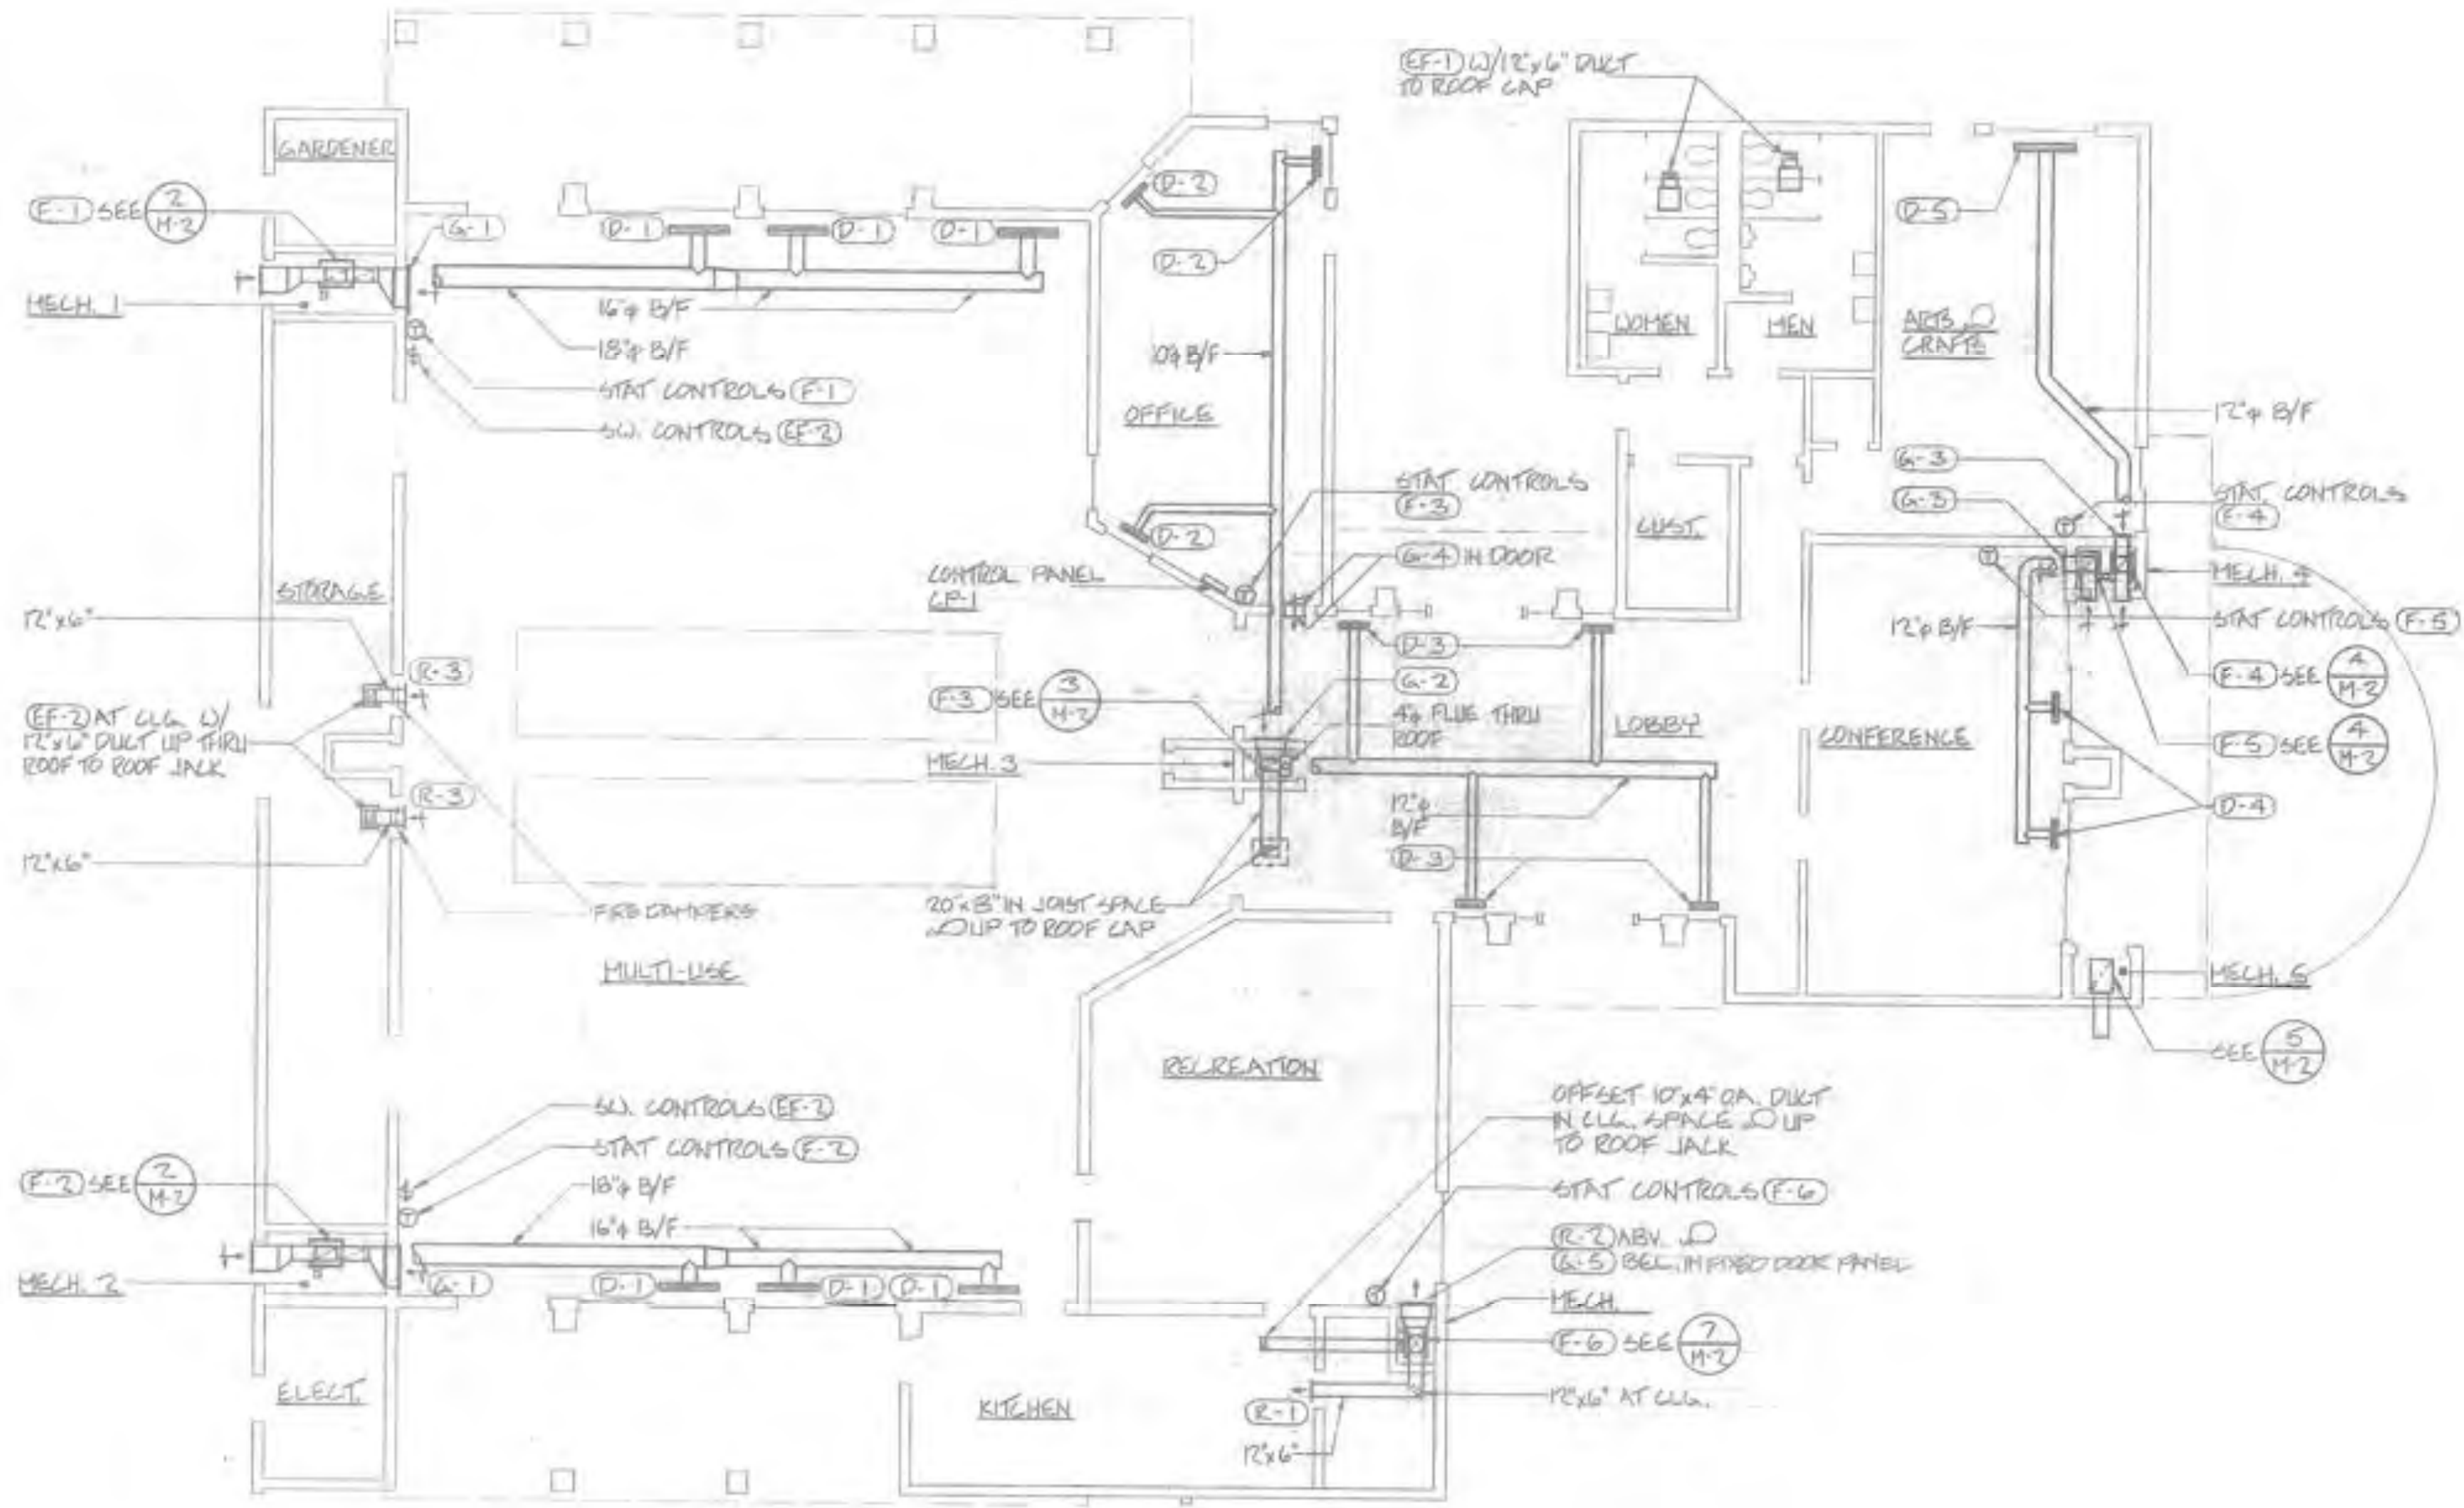 (EF-1) W/12"x6" DUCT
TO ROOF CAP
GARDENER
(F-1) SEE 2
M-2
G-1
D-1
D-1
D-1
D-2
D-2
D-5
MECH. 1
16"φ B/F
18"φ B/F
STAT CONTROLS (F-1)
SW. CONTROLS (EF-2)
10"φ B/F
OFFICE
WOMEN
MEN
ARTS &
CRAFTS
12"φ B/F
G-3
G-3
STAT CONTROLS
(F-4)
STAT CONTROLS
(F-3)
CUST.
D-2
(G-4) IN DOOR
CONTROL PANEL
CP-1
MECH. 4
STAT CONTROLS (F-5)
STORAGE
12"x6"
R-3
12"φ B/F
D-3
G-2
(F-3) SEE 3
M-2
4"φ FLUE THRU
ROOF
LOBBY
CONFERENCE
(F-4) SEE 4
M-2
(F-5) SEE 4
M-2
(EF-2) AT CLG. W/
12"x6" DUCT UP THRU
ROOF TO ROOF JACK
MECH. 3
R-3
12"φ
B/F
D-4
12"x6"
D-3
FIRE DAMPERS
20"x8" IN JOIST SPACE
& UP TO ROOF CAP
MULTI-USE
MECH. 5
SEE 5
M-2
RECREATION
OFFSET 10"x4" O.A. DUCT
IN CLG. SPACE & UP
TO ROOF JACK
SW. CONTROLS (EF-2)
STAT CONTROLS (F-2)
STAT CONTROLS (F-6)
(F-2) SEE 2
M-2
18"φ B/F
16"φ B/F
(R-2) ABV. &
(G-5) BEL. IN FIXED DOOR PANEL
MECH. 2
G-1
D-1
D-1
D-1
MECH.
(F-6) SEE 7
M-2
ELECT.
KITCHEN
R-1
12"x6" AT CLG.
12"x6"